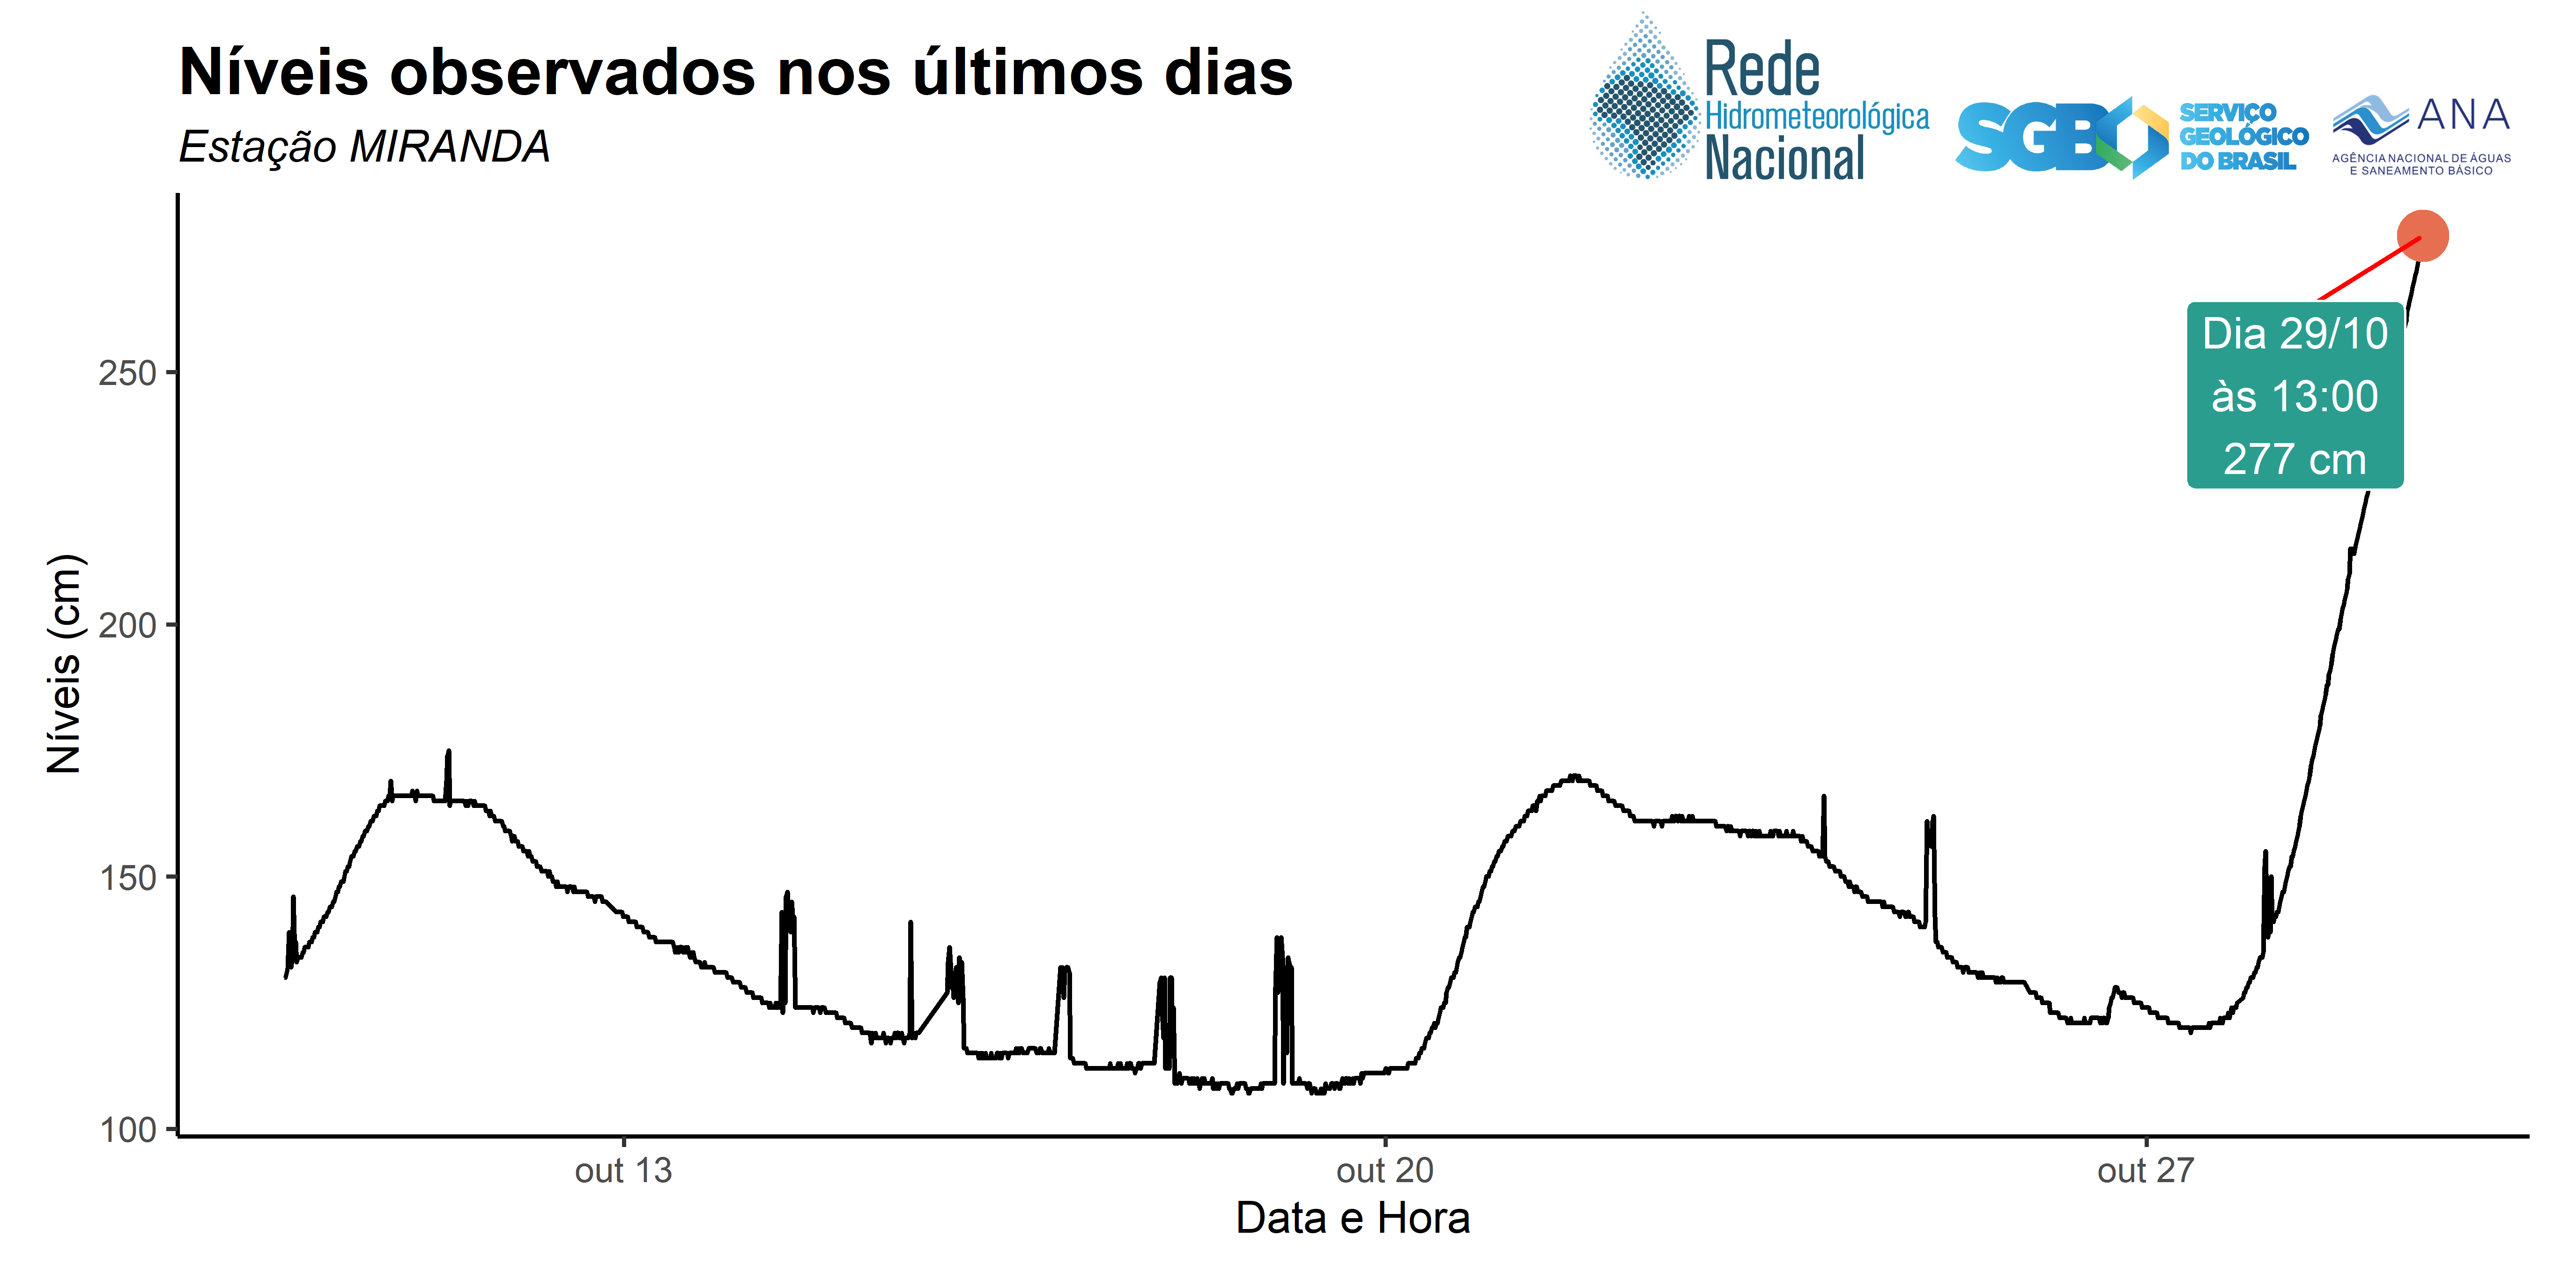 Níveis observados nos últimos dias
Estação MIRANDA
Rede
Hidrometeorológica
Nacional
SGB
SERVIÇO
GEOLÓGICO
DO BRASIL
ANA
AGÊNCIA NACIONAL DE ÁGUAS
E SANEAMENTO BÁSICO
Dia 29/10
às 13:00
277 cm
Níveis (cm)
250
200
150
100
out 13
out 20
out 27
Data e Hora